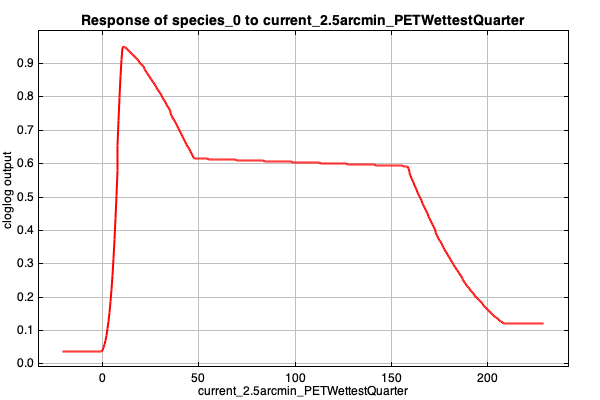 Response of species_0 to current_2.5arcmin_PETWettestQuarter
cloglog output
0.9
0.8
0.7
0.6
0.5
0.4
0.3
0.2
0.1
0.0
0 50 100 150 200
current_2.5arcmin_PETWettestQuarter